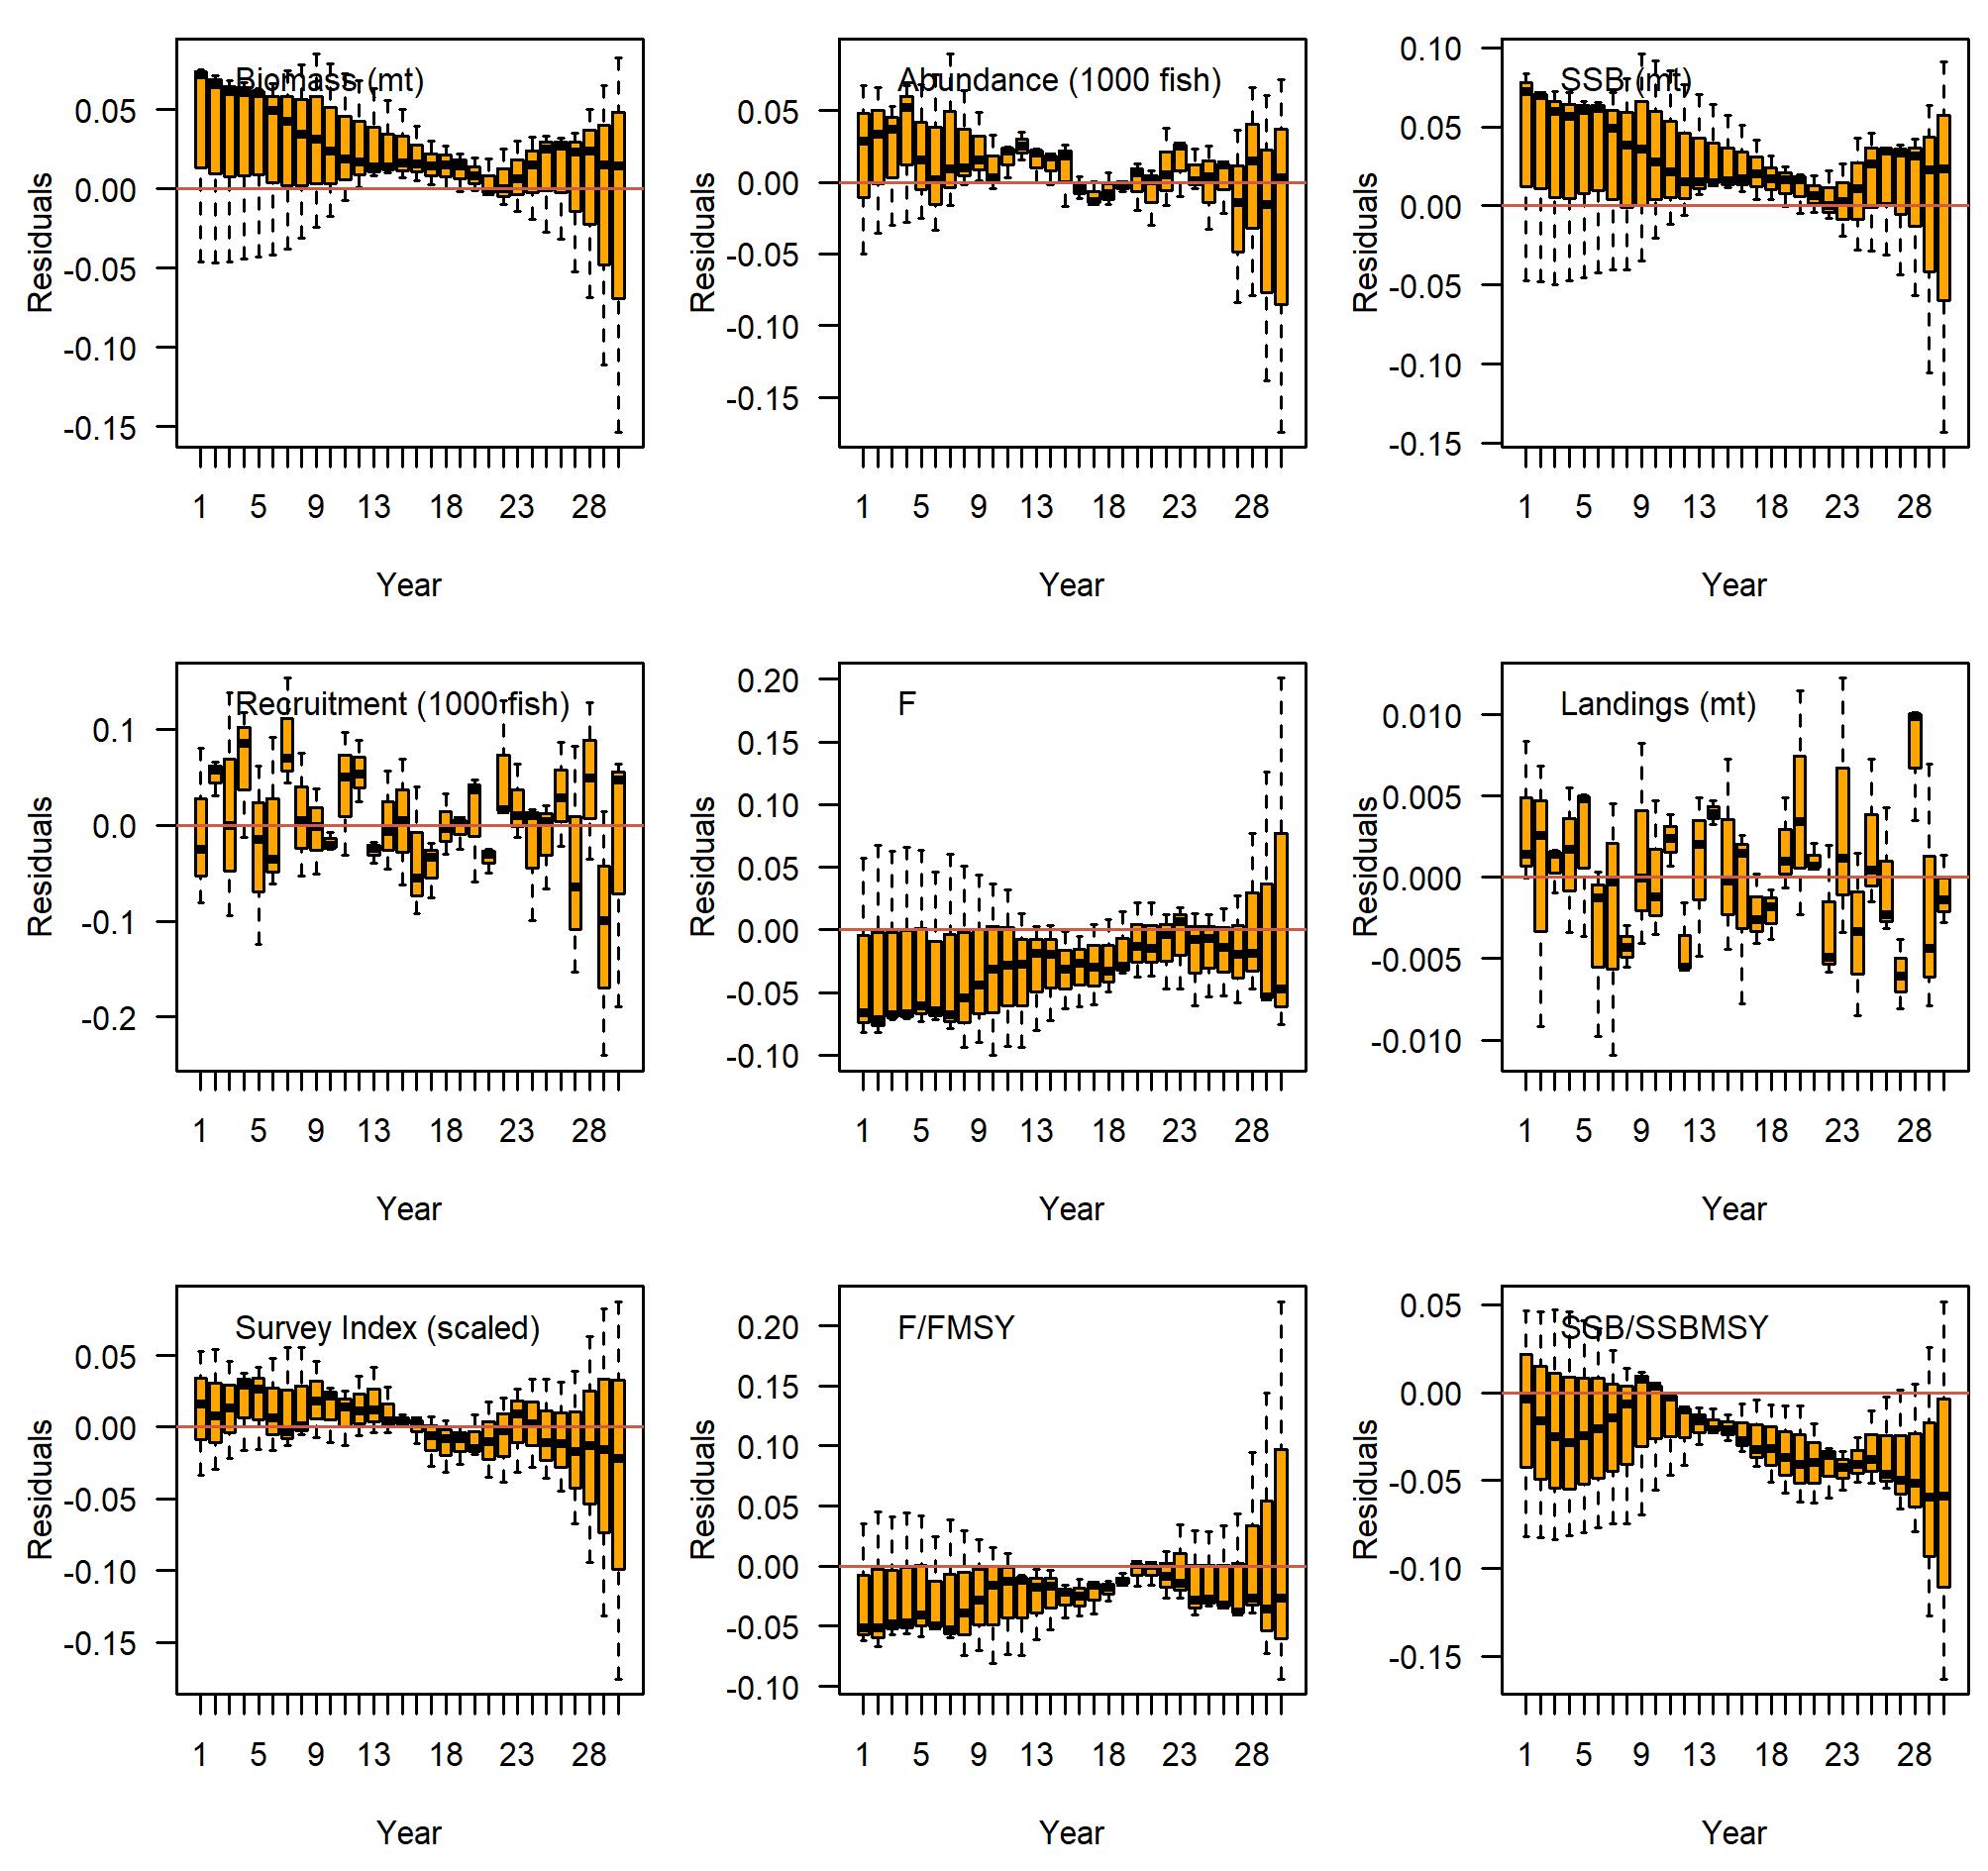 Biomass (mt)
Residuals
0.05
0.00
-0.05
-0.10
-0.15
1 5 9 13 18 23 28
Year
Abundance (1000 fish)
Residuals
0.05
0.00
-0.05
-0.10
-0.15
1 5 9 13 18 23 28
Year
SSB (mt)
Residuals
0.10
0.05
0.00
-0.05
-0.10
-0.15
1 5 9 13 18 23 28
Year
Recruitment (1000 fish)
Residuals
0.1
0.0
-0.1
-0.2
1 5 9 13 18 23 28
Year
F
Residuals
0.20
0.15
0.10
0.05
0.00
-0.05
-0.10
1 5 9 13 18 23 28
Year
Landings (mt)
Residuals
0.010
0.005
0.000
-0.005
-0.010
1 5 9 13 18 23 28
Year
Survey Index (scaled)
Residuals
0.05
0.00
-0.05
-0.10
-0.15
1 5 9 13 18 23 28
Year
F/FMSY
Residuals
0.20
0.15
0.10
0.05
0.00
-0.05
-0.10
1 5 9 13 18 23 28
Year
SSB/SSBMSY
Residuals
0.05
0.00
-0.05
-0.10
-0.15
1 5 9 13 18 23 28
Year